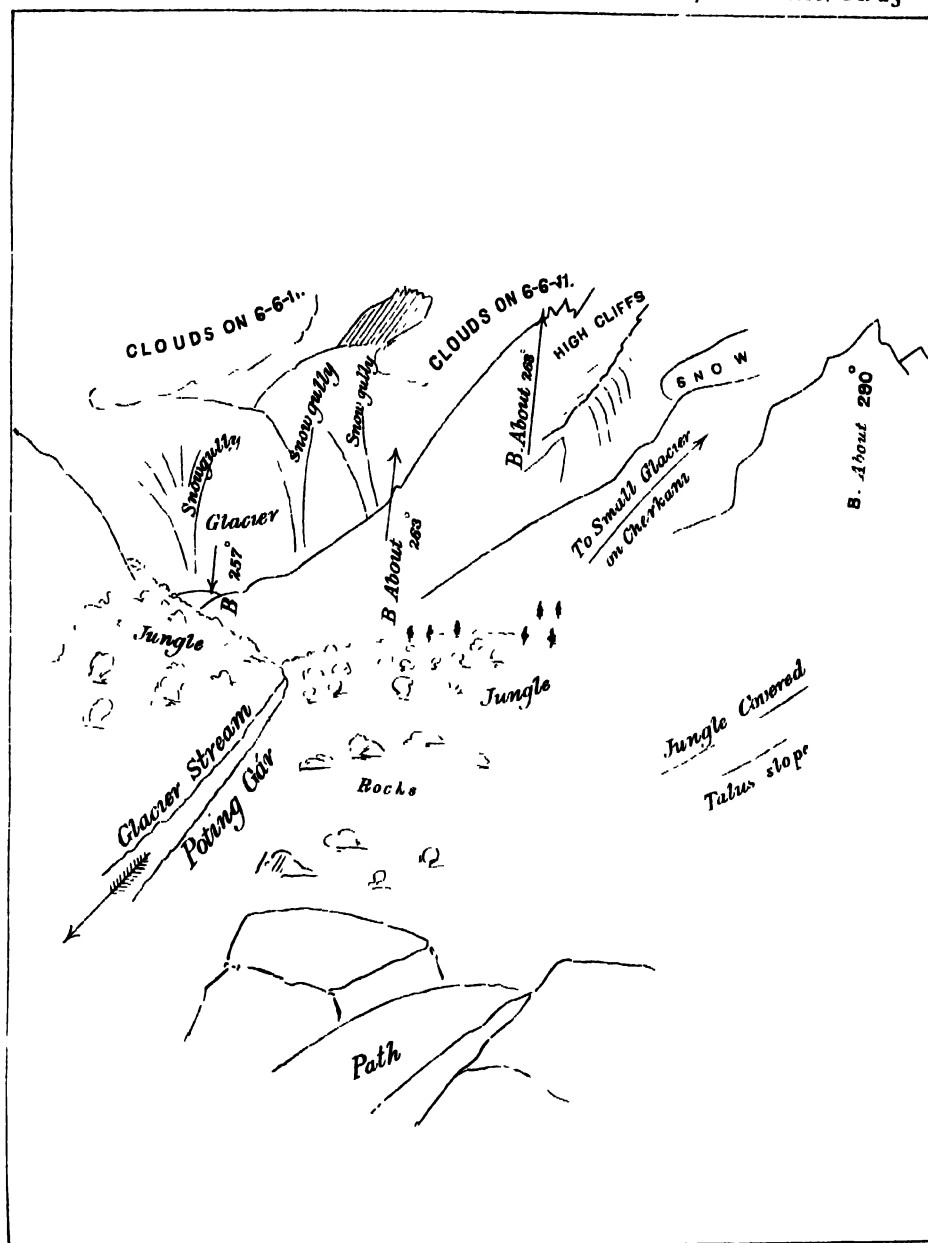 CLOUDS ON 6-6-11.
CLOUDS ON 6-6-11.
HIGH CLIFFS
SNOW
Snowgully
Snowgully
Snowgully
Glacier
B 257°
B About 263°
B About 268°
B. About 290°
To Small Glacier
on Cherkani
Jungle
Jungle
Jungle Covered
Talus slope
Glacier Stream
Poting Gár
Rocks
Path